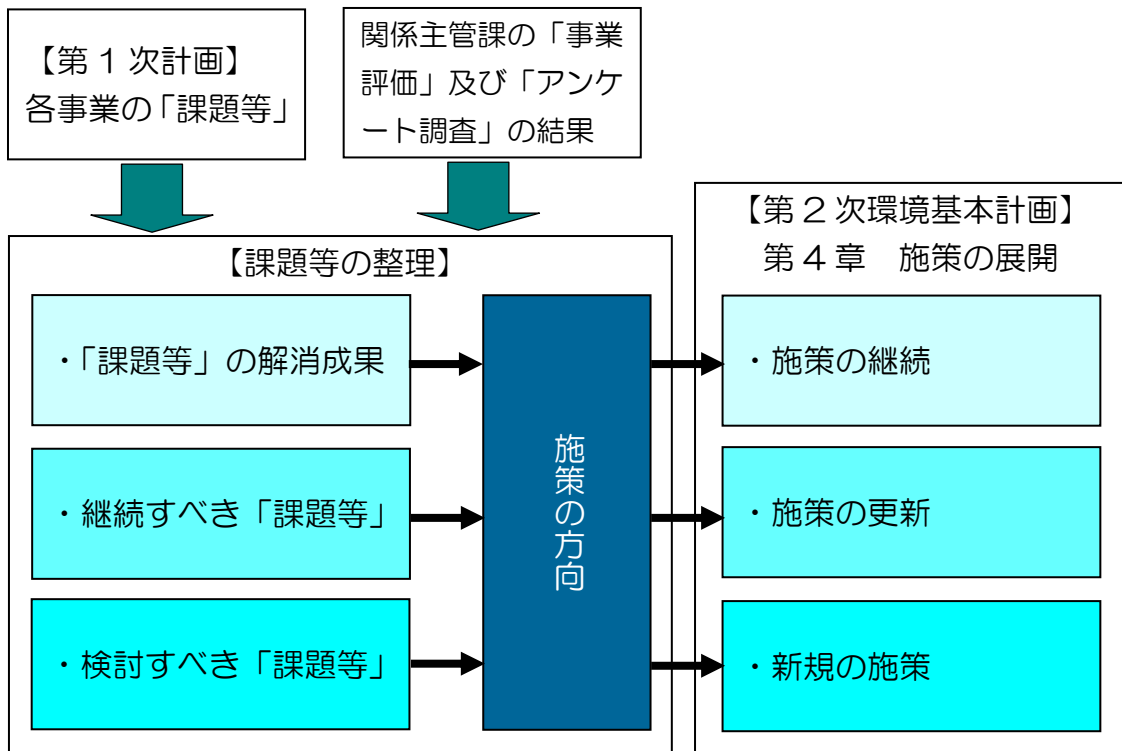 【第1次計画】
各事業の「課題等」
関係主管課の「事業
評価」及び「アンケ
ート調査」の結果
【課題等の整理】
・「課題等」の解消成果
・継続すべき「課題等」
・検討すべき「課題等」
施策の方向
【第2次環境基本計画】
第4章　施策の展開
・施策の継続
・施策の更新
・新規の施策